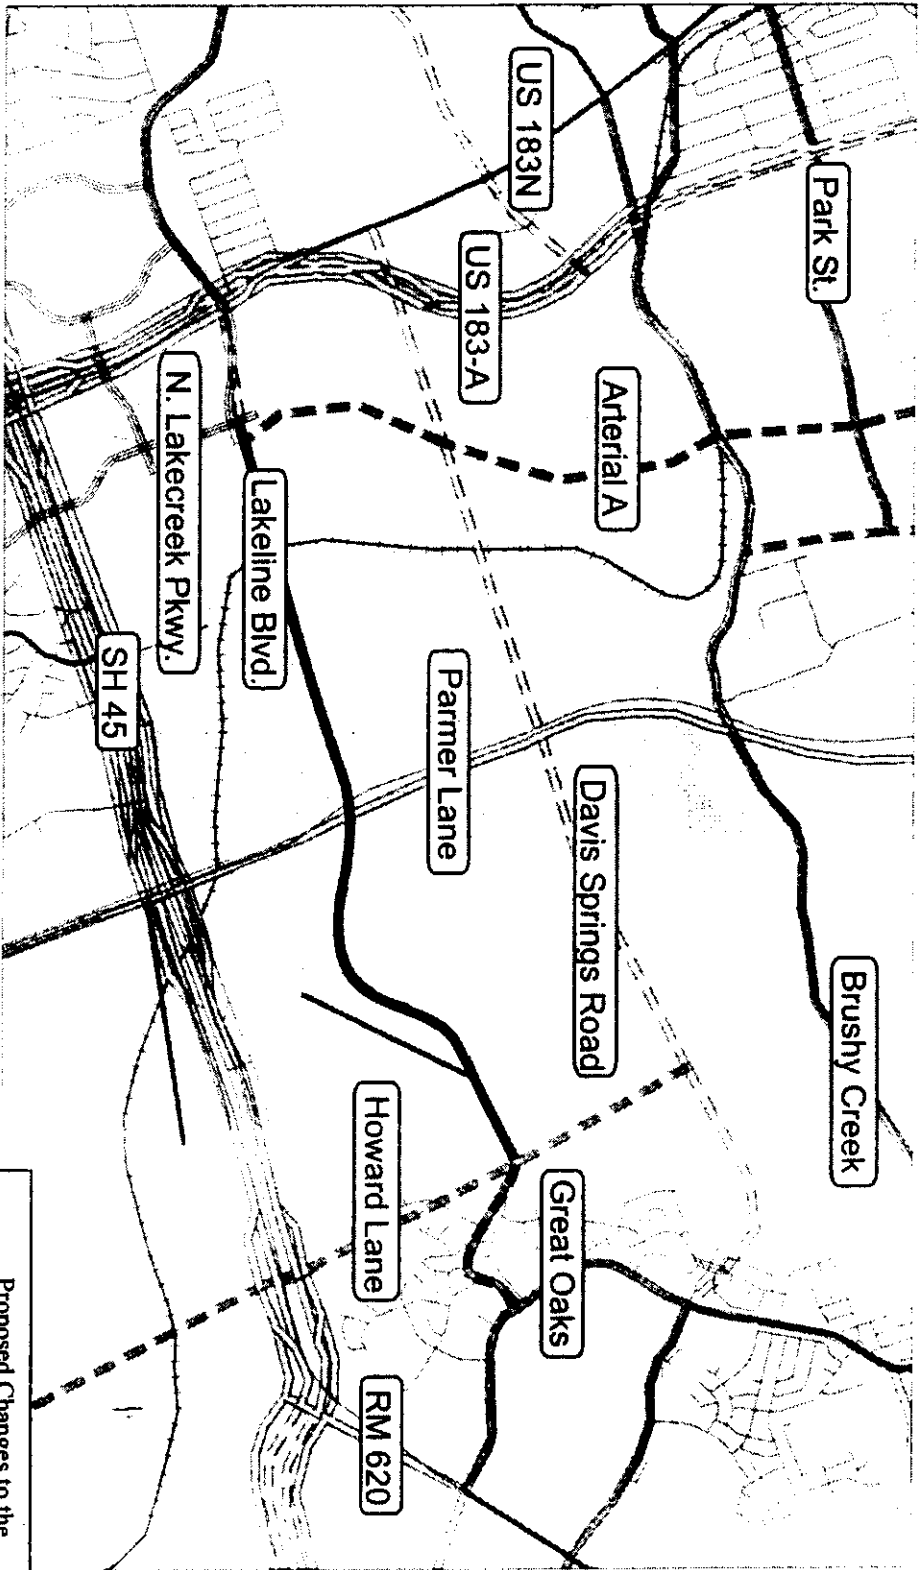 Park St.
US 183N
US 183-A
Arterial A
Brushy Creek
N. Lakecreek Pkwy.
Lakeline Blvd.
Parmer Lane
Davis Springs Road
SH 45
Howard Lane
Great Oaks
RM 620
Proposed Changes to the